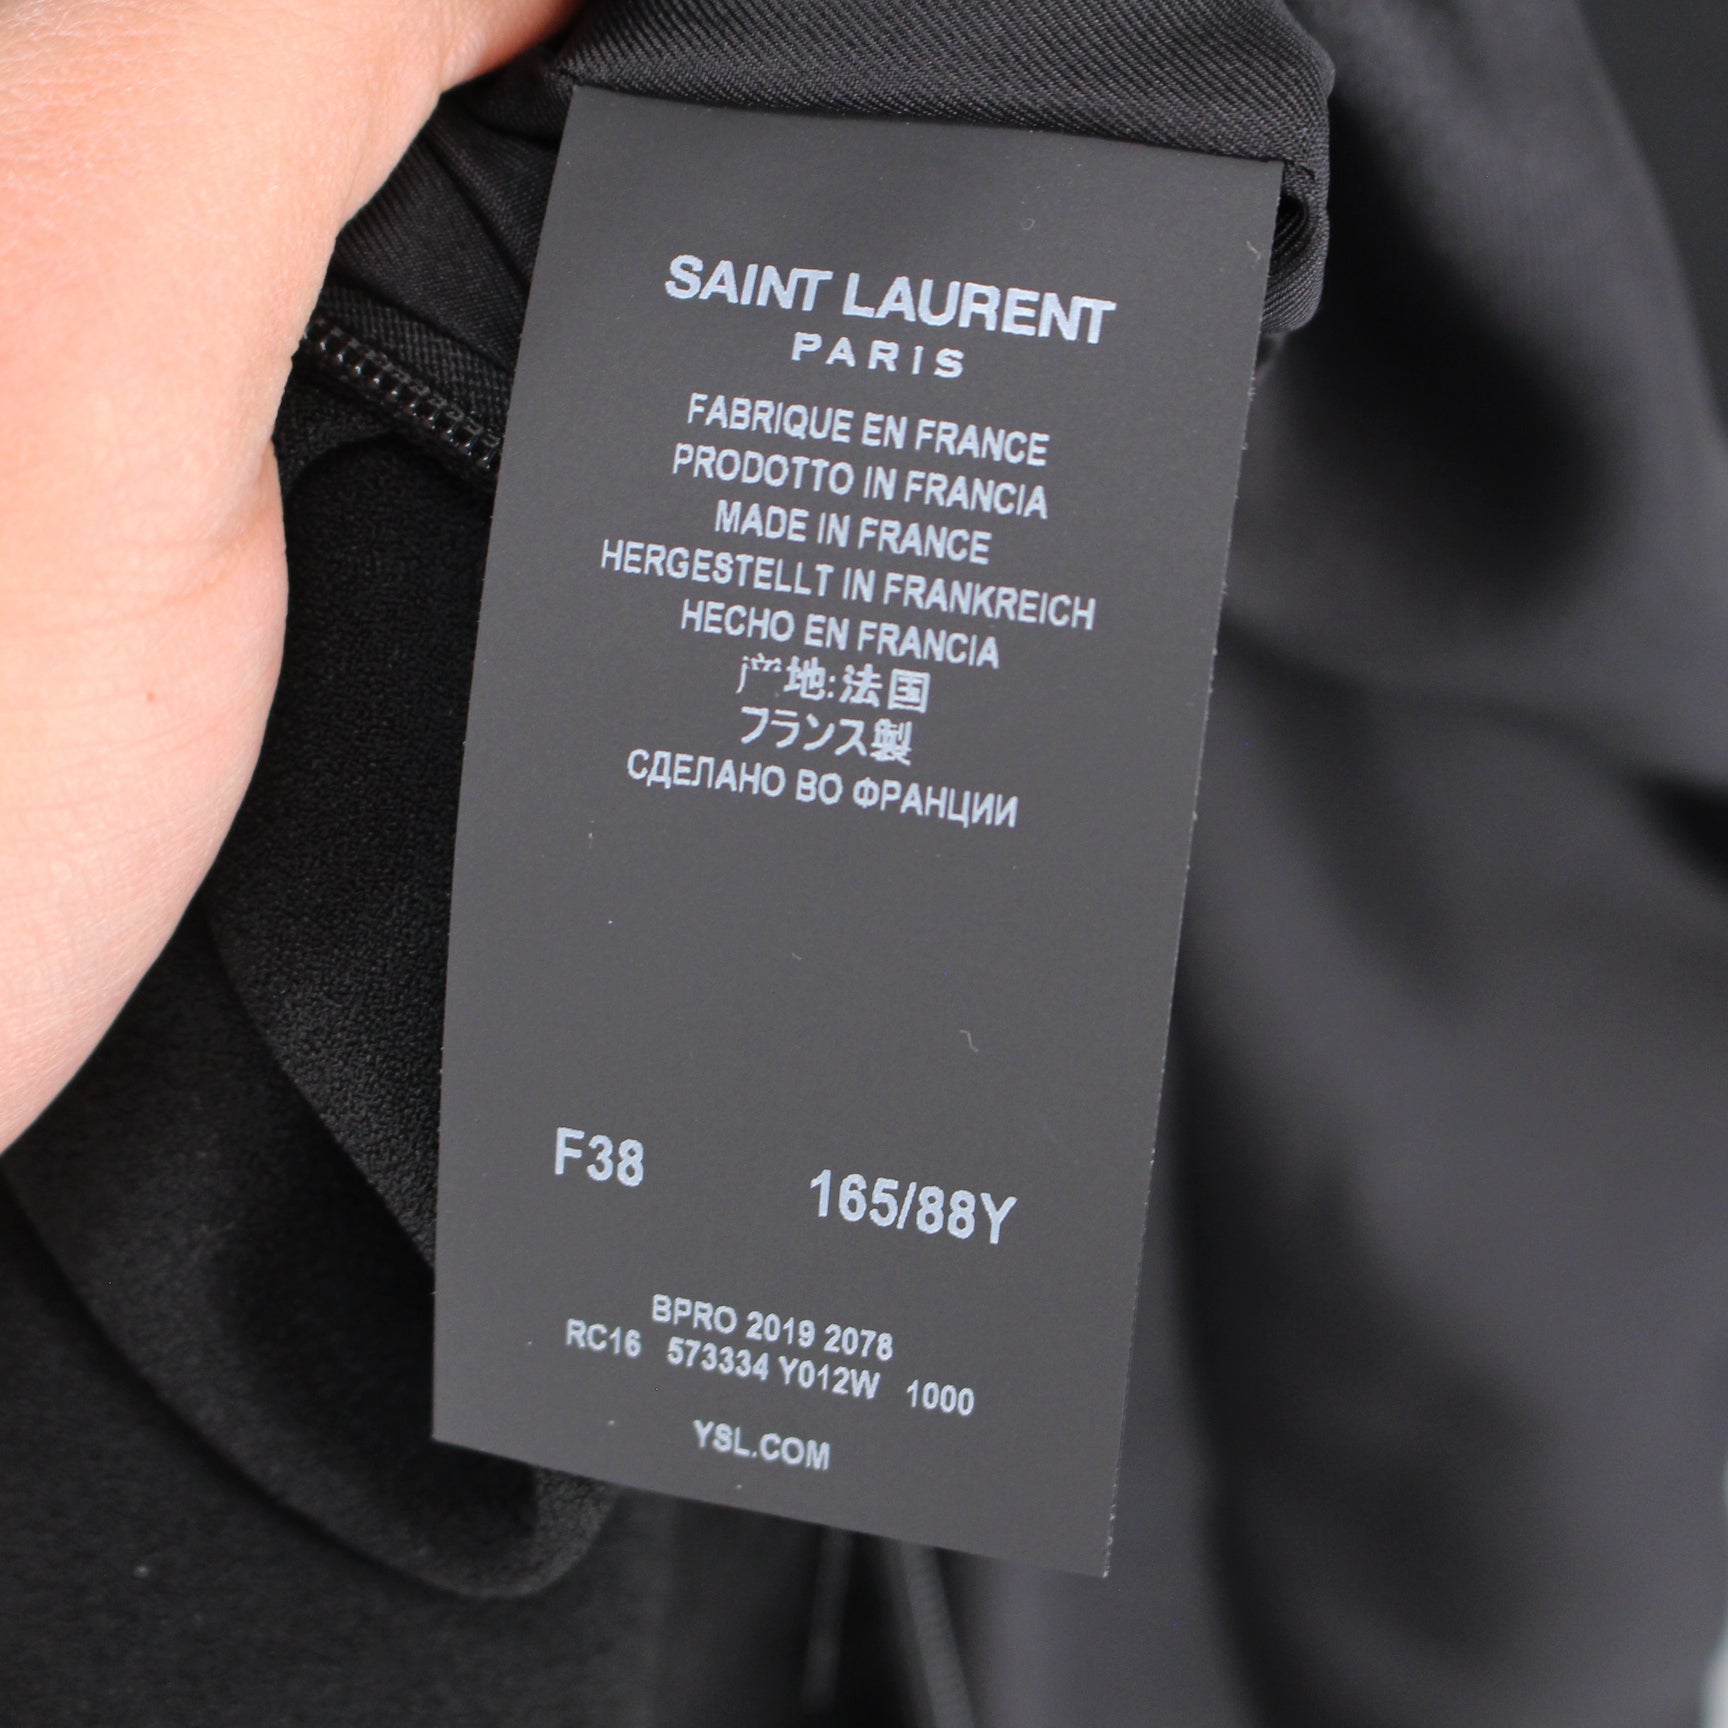 SAINT LAURENT
PARIS
FABRIQUE EN FRANCE
PRODOTTO IN FRANCIA
MADE IN FRANCE
HERGESTELLT IN FRANKREICH
HECHO EN FRANCIA
产地:法国
フランス製
СДЕЛАНО ВО ФРАНЦИИ
F38 165/88Y
BPRO 2019 2078
RC16 573334 Y012W 1000
YSL.COM